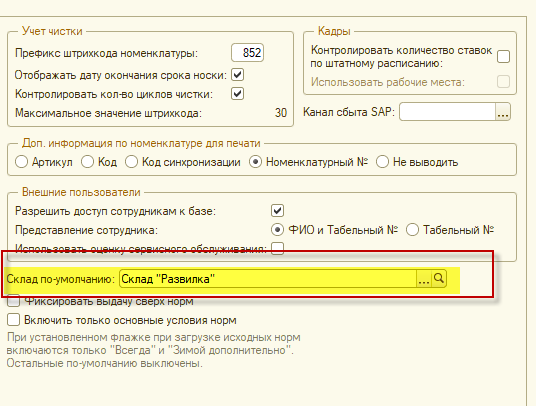 Учет чистки
Префикс штрихкода номенклатуры: 852
Отображать дату окончания срока носки:
Контролировать кол-во циклов чистки:
Максимальное значение штрихкода: 30
Кадры
Контролировать количество ставок
по штатному расписанию:
Использовать рабочие места:
Канал сбыта SAP: ...
Доп. информация по номенклатуре для печати
Артикул Код Код синхронизации Номенклатурный № Не выводить
Внешние пользователи
Разрешить доступ сотрудникам к базе:
Представление сотрудника: ФИО и Табельный № Табельный №
Использовать оценку сервисного обслуживания:
Склад по-умолчанию: Склад "Развилка" ...
Фиксировать выдачу сверх норм
Включить только основные условия норм
При установленном Флажке при загрузке исходных норм
включаются только "Всегда" и "Зимой дополнительно".
Остальные по-умолчанию выключены.